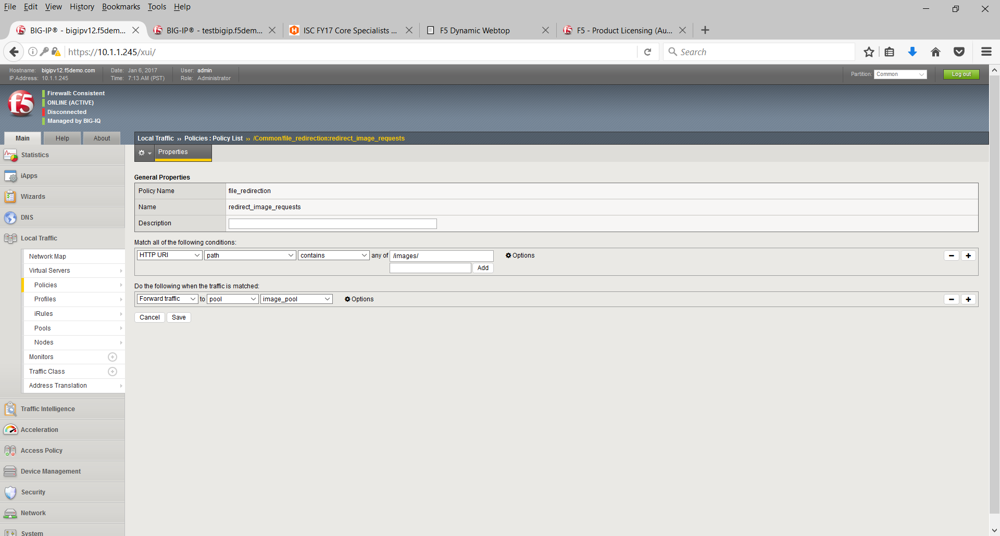 File Edit View History Bookmarks Tools Help
BIG-IP® - bigipv12.f5dem... BIG-IP® - testbigip.f5dem... ISC FY17 Core Specialists ... F5 Dynamic Webtop F5 - Product Licensing (Au...
https://10.1.1.245/xui/ Search
Hostname: bigipv12.f5demo.com Date: Jan 6, 2017 User: admin
IP Address: 10.1.1.245 Time: 7:13 AM (PST) Role: Administrator
Partition: Common Log out
f5
Firewall: Consistent
ONLINE (ACTIVE)
Disconnected
Managed by BIG-IQ
Main Help About
Local Traffic ›› Policies : Policy List ›› /Common/file_redirection:redirect_image_requests
Properties
Statistics
iApps
Wizards
DNS
Local Traffic
Network Map
Virtual Servers
Policies
Profiles
iRules
Pools
Nodes
Monitors
Traffic Class
Address Translation
Traffic Intelligence
Acceleration
Access Policy
Device Management
Security
Network
System
General Properties
Policy Name file_redirection
Name redirect_image_requests
Description
Match all of the following conditions:
HTTP URI path contains any of /images/ Options
Add
Do the following when the traffic is matched:
Forward traffic to pool image_pool Options
Cancel Save